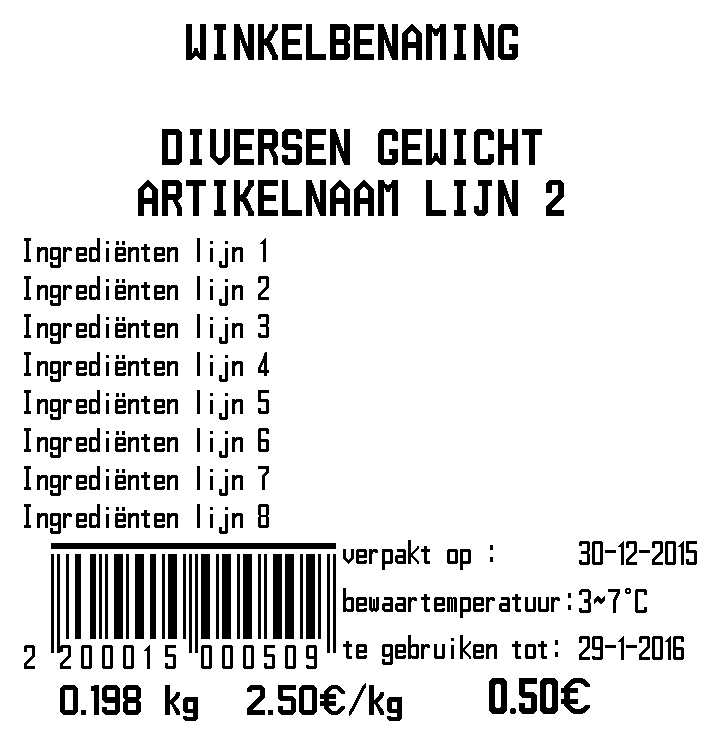 WINKELBENAMING
DIVERSEN GEWICHT
ARTIKELNAAM LIJN 2
Ingrediënten lijn 1
Ingrediënten lijn 2
Ingrediënten lijn 3
Ingrediënten lijn 4
Ingrediënten lijn 5
Ingrediënten lijn 6
Ingrediënten lijn 7
Ingrediënten lijn 8
verpakt op : 30-12-2015
bewaartemperatuur:3~7°C
te gebruiken tot: 29-1-2016
2 200015 000509
0.198 kg 2.50€/kg 0.50€